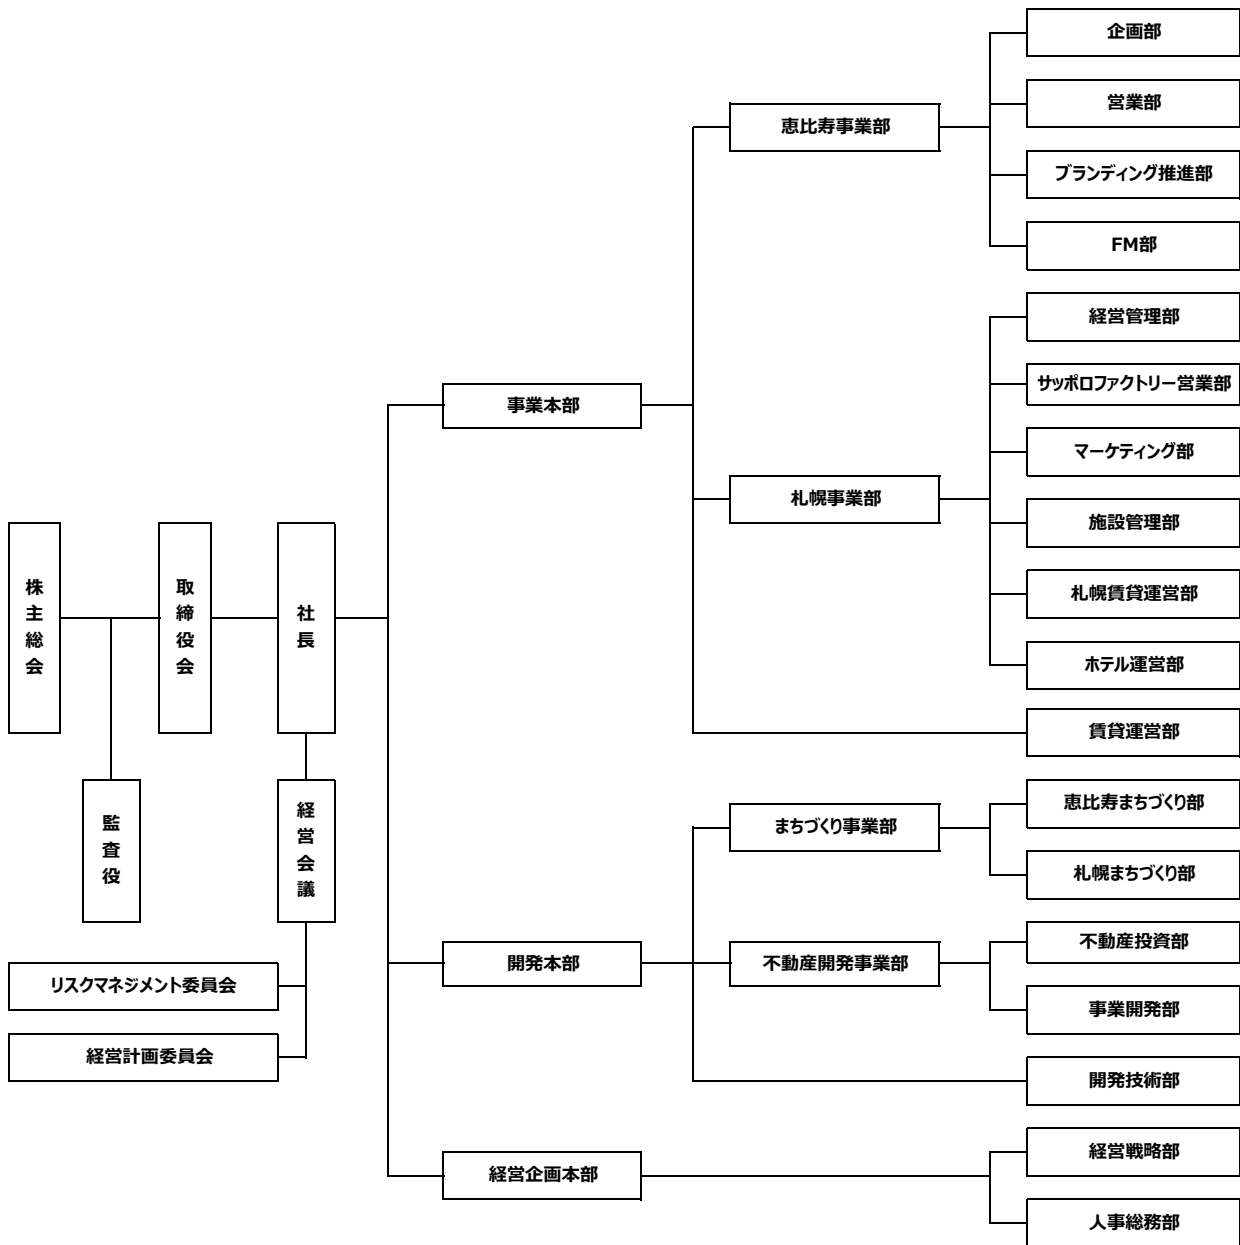 株主総会
取締役会
社長
監査役
経営会議
リスクマネジメント委員会
経営計画委員会
事業本部
恵比寿事業部
企画部
営業部
ブランディング推進部
FM部
札幌事業部
経営管理部
サッポロファクトリー営業部
マーケティング部
施設管理部
札幌賃貸運営部
ホテル運営部
賃貸運営部
開発本部
まちづくり事業部
恵比寿まちづくり部
札幌まちづくり部
不動産開発事業部
不動産投資部
事業開発部
開発技術部
経営企画本部
経営戦略部
人事総務部